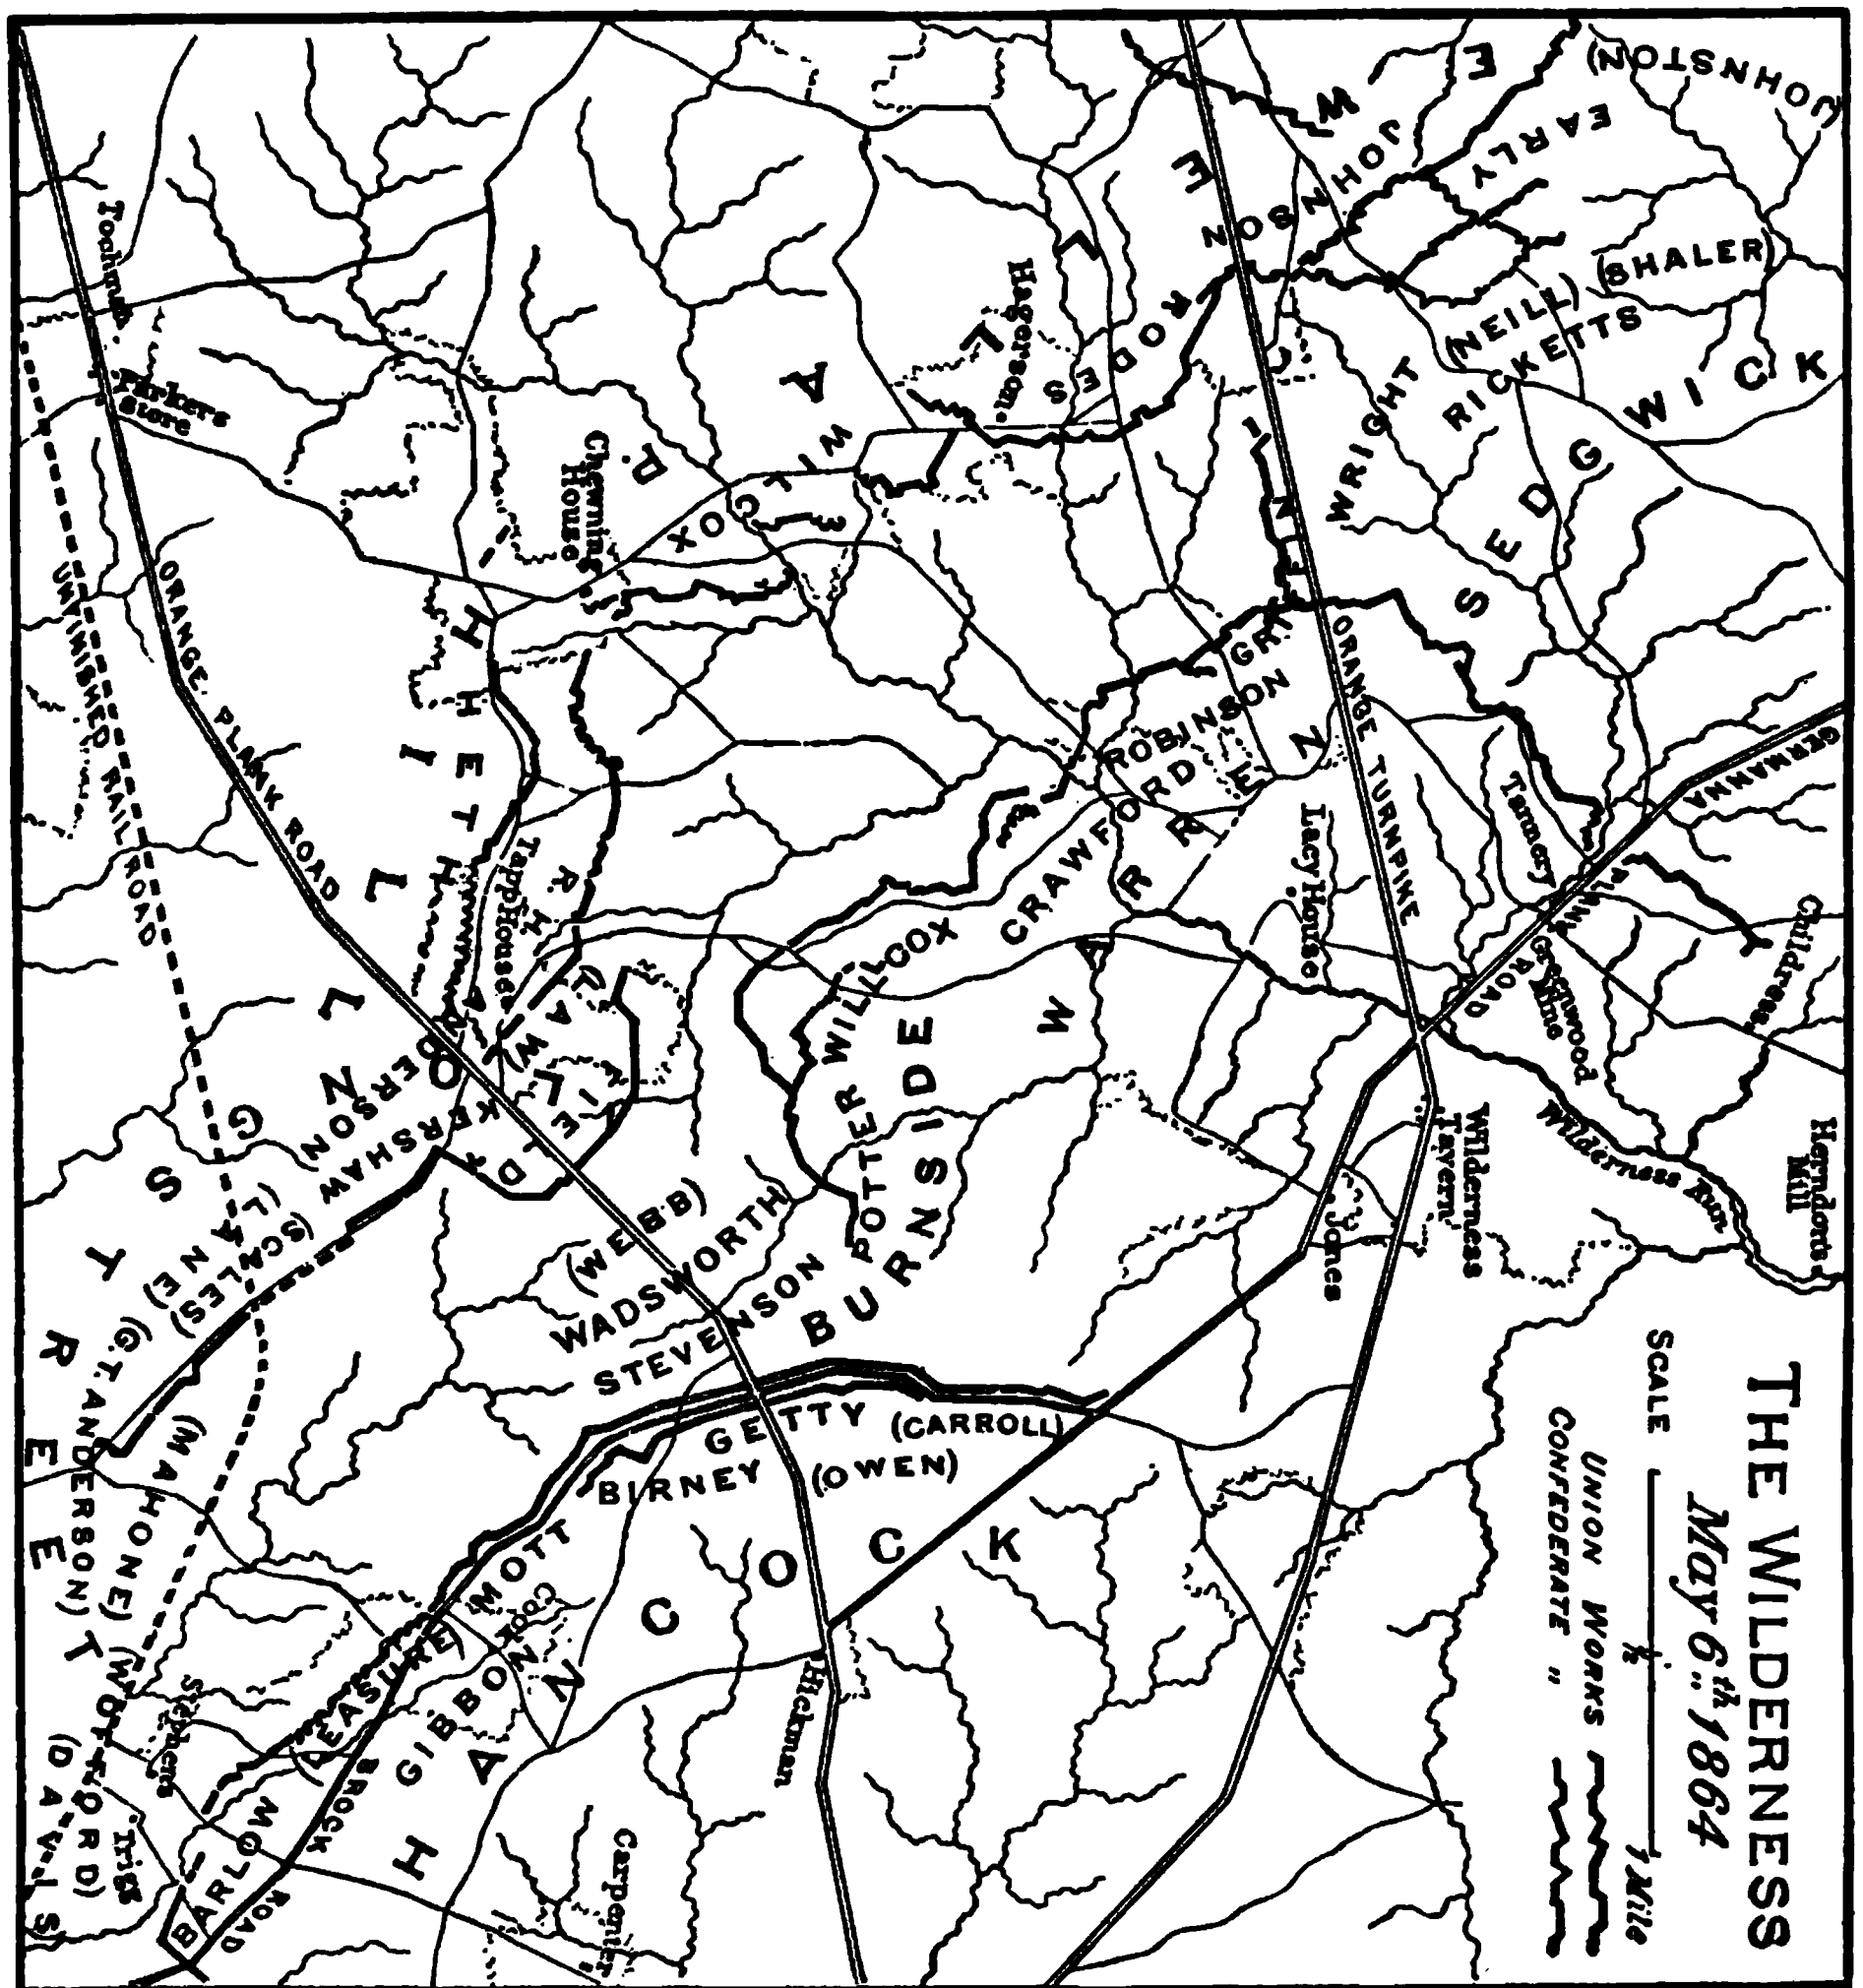 THE WILDERNESS
May 6th. 1864
SCALE ½ 1 Mile
UNION WORKS
CONFEDERATE "
Herndons
Mill
Wilderness Run
Childress
Greenwood
Mine
Tannery
GERMANNA
PLANK
ROAD
Wilderness
Tavern
Jones
Lacy House
ORANGE TURNPIKE
Hagerson
Chewning
House
Tapp House
Parkers
Store
ORANGE PLANK ROAD
UNFINISHED RAIL ROAD
Hickman
Carpenter
Stephens
Trigg
BROCK
ROAD
JOHNSTON)
EARLY
JOHNSON
EWELL
RODES
(SHALER)
(NEILL)
RICKETTS
WRIGHT
SEDGWICK
GRIFFIN
ROBINSON
CRAWFORD
WARREN
WILCOX
WILLCOX
POTTER
BURNSIDE
STEVENSON
WADSWORTH
(WEBB)
A.P. HILL
HETH
(LAW)
FIELD
ANDERSON
KERSHAW
(SCALES)
(LANE)
(G.T. ANDERSON)
(MAHONE)
(WOFFORD)
(DAVIS)
LONGSTREET
GETTY (CARROLL)
BIRNEY (OWEN)
MOTT
GIBBON
(LEASURE)
BARLOW
HANCOCK